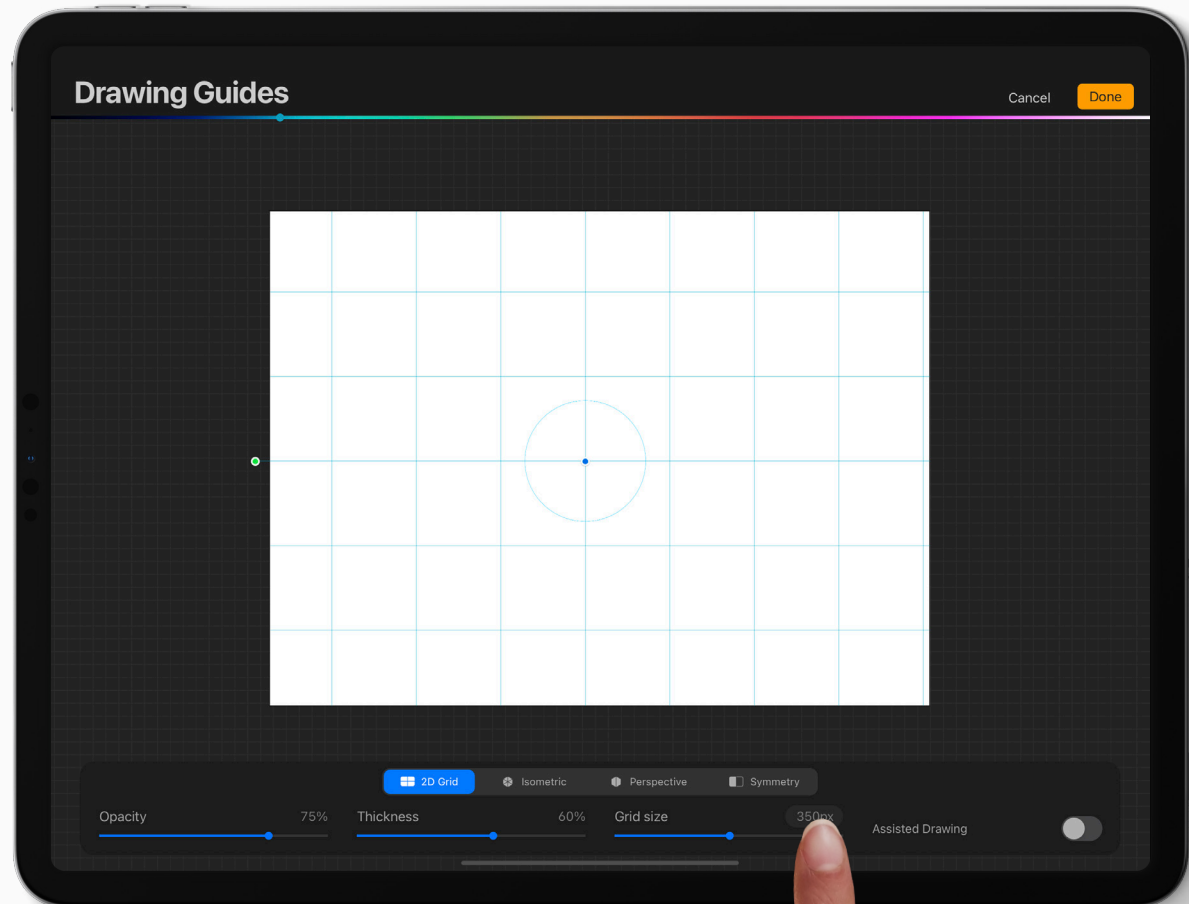 Drawing Guides
Cancel
Done
2D Grid
Isometric
Perspective
Symmetry
Opacity
75%
Thickness
60%
Grid size
350px
Assisted Drawing